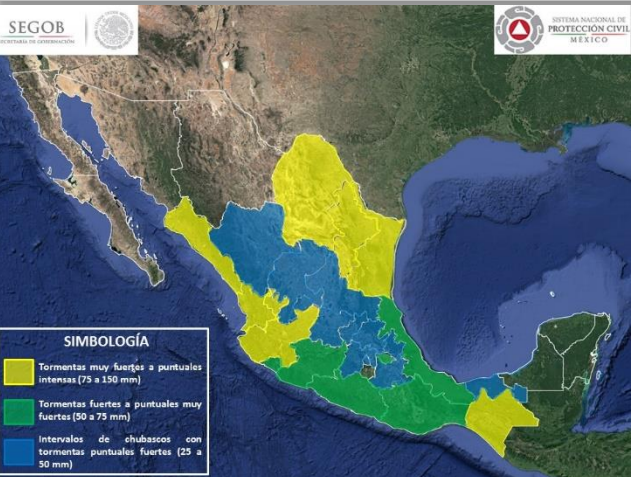 SEGOB
SECRETARÍA DE GOBERNACIÓN
SISTEMA NACIONAL DE
PROTECCIÓN CIVIL
MÉXICO
SIMBOLOGÍA
Tormentas muy fuertes a puntuales
intensas (75 a 150 mm)
Tormentas fuertes a puntuales muy
fuertes (50 a 75 mm)
Intervalos de chubascos con
tormentas puntuales fuertes (25 a
50 mm)